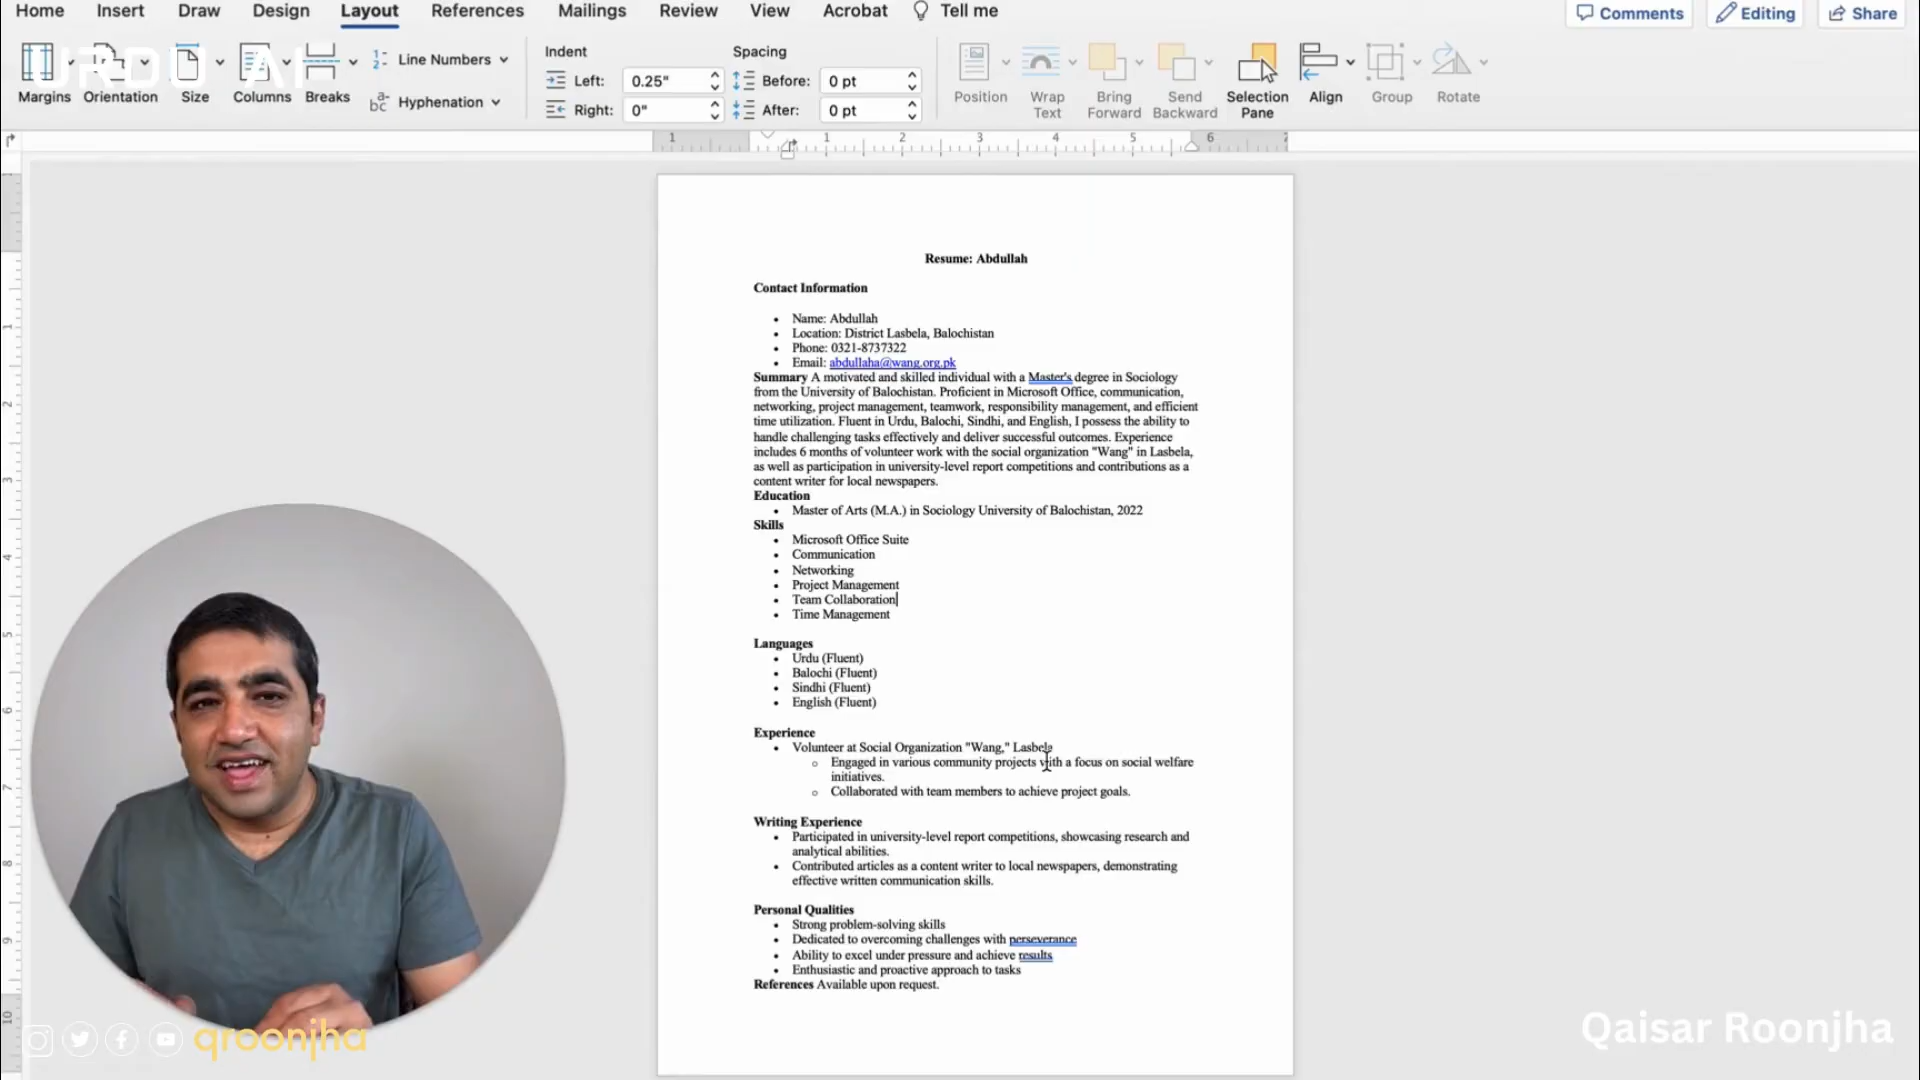 Home Insert Draw Design Layout References Mailings Review View Acrobat Tell me Comments Editing Share
URDU AI
Margins Orientation Size Columns Breaks
Line Numbers
Hyphenation
Indent
Left: 0.25"
Right: 0"
Spacing
Before: 0 pt
After: 0 pt
Position Wrap Text Bring Forward Send Backward Selection Pane Align Group Rotate
1 1 2 3 4 5 6 7
Resume: Abdullah
Contact Information
• Name: Abdullah
• Location: District Lasbela, Balochistan
• Phone: 0321-8737322
• Email: abdullaha@wang.org.pk
Summary A motivated and skilled individual with a Master's degree in Sociology
from the University of Balochistan. Proficient in Microsoft Office, communication,
networking, project management, teamwork, responsibility management, and efficient
time utilization. Fluent in Urdu, Balochi, Sindhi, and English, I possess the ability to
handle challenging tasks effectively and deliver successful outcomes. Experience
includes 6 months of volunteer work with the social organization "Wang" in Lasbela,
as well as participation in university-level report competitions and contributions as a
content writer for local newspapers.
Education
• Master of Arts (M.A.) in Sociology University of Balochistan, 2022
Skills
• Microsoft Office Suite
• Communication
• Networking
• Project Management
• Team Collaboration
• Time Management
Languages
• Urdu (Fluent)
• Balochi (Fluent)
• Sindhi (Fluent)
• English (Fluent)
Experience
• Volunteer at Social Organization "Wang," Lasbela
o Engaged in various community projects with a focus on social welfare
initiatives.
o Collaborated with team members to achieve project goals.
Writing Experience
• Participated in university-level report competitions, showcasing research and
analytical abilities.
• Contributed articles as a content writer to local newspapers, demonstrating
effective written communication skills.
Personal Qualities
• Strong problem-solving skills
• Dedicated to overcoming challenges with perseverance
• Ability to excel under pressure and achieve results
• Enthusiastic and proactive approach to tasks
References Available upon request.
qroonjha
Qaisar Roonjha